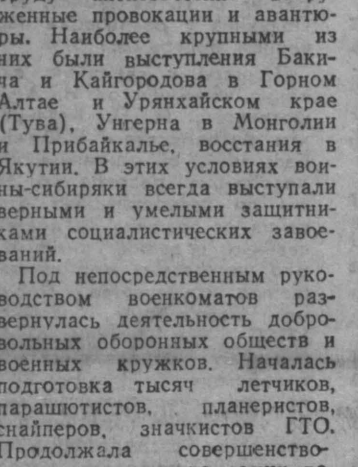 женные провокации и авантю-
ры. Наиболее крупными из
них были выступления Баки-
ча и Кайгородова в Горном
Алтае и Урянхайском крае
(Тува), Унгерна в Монголии
и Прибайкалье, восстания в
Якутии. В этих условиях вои-
ны-сибиряки всегда выступали
верными и умелыми защитни-
ками социалистических завое-
ваний.
Под непосредственным руко-
водством военкоматов раз-
вернулась деятельность добро-
вольных оборонных обществ и
военных кружков. Началась
подготовка тысяч летчиков,
парашютистов, планеристов,
снайперов, значкистов ГТО.
Продолжала совершенство-